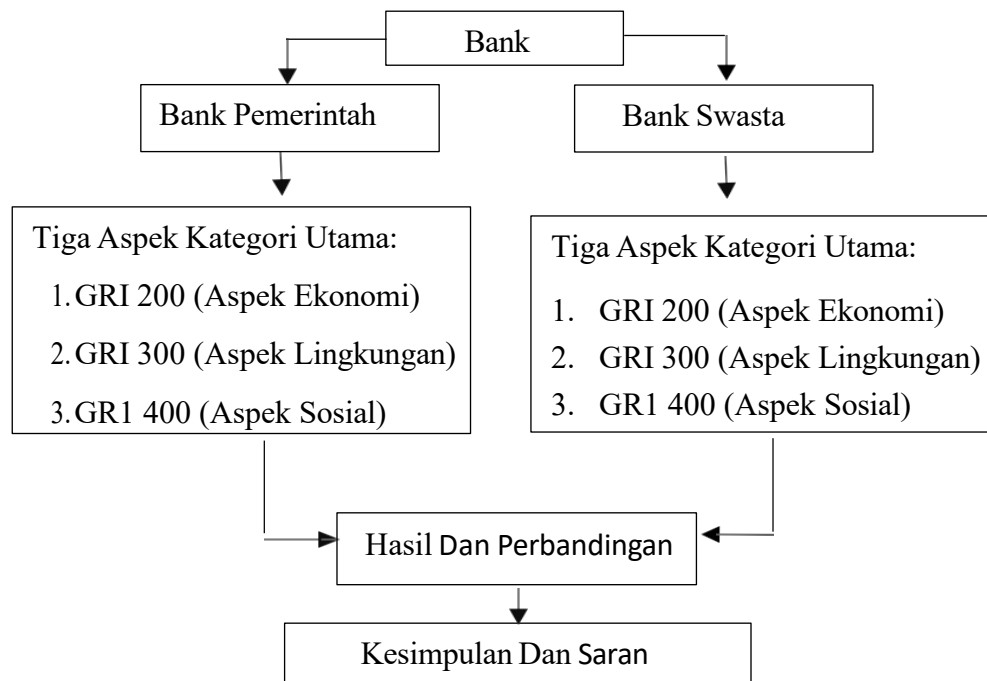 Bank
Bank Pemerintah
Bank Swasta
Tiga Aspek Kategori Utama:
1. GRI 200 (Aspek Ekonomi)
2. GRI 300 (Aspek Lingkungan)
3. GR1 400 (Aspek Sosial)
Tiga Aspek Kategori Utama:
1. GRI 200 (Aspek Ekonomi)
2. GRI 300 (Aspek Lingkungan)
3. GR1 400 (Aspek Sosial)
Hasil Dan Perbandingan
Kesimpulan Dan Saran